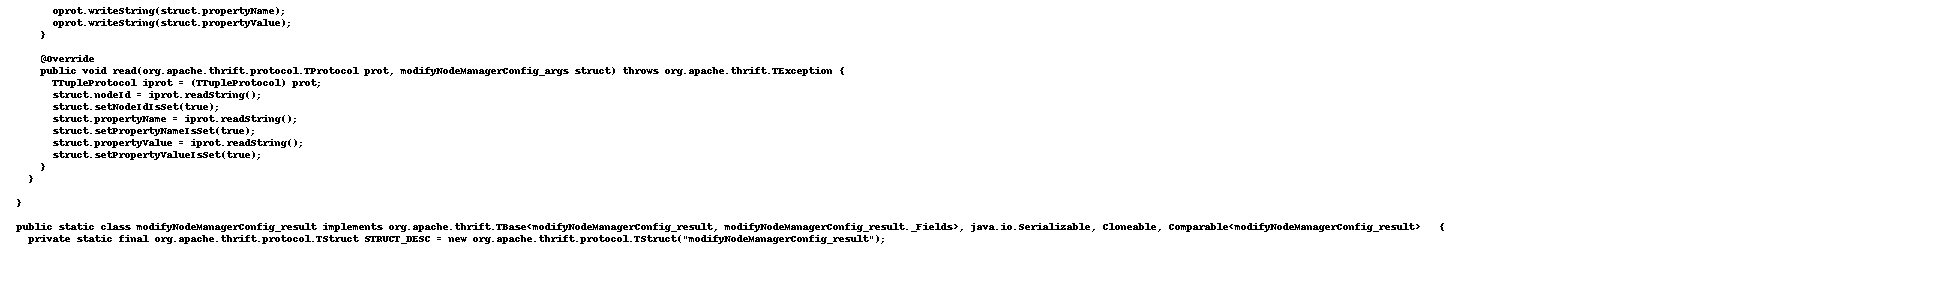 oprot.writeString(struct.propertyName);
      oprot.writeString(struct.propertyValue);
    }

    @Override
    public void read(org.apache.thrift.protocol.TProtocol prot, modifyNodeManagerConfig_args struct) throws org.apache.thrift.TException {
      TTupleProtocol iprot = (TTupleProtocol) prot;
      struct.nodeId = iprot.readString();
      struct.setNodeIdIsSet(true);
      struct.propertyName = iprot.readString();
      struct.setPropertyNameIsSet(true);
      struct.propertyValue = iprot.readString();
      struct.setPropertyValueIsSet(true);
    }
  }

}

public static class modifyNodeManagerConfig_result implements org.apache.thrift.TBase<modifyNodeManagerConfig_result, modifyNodeManagerConfig_result._Fields>, java.io.Serializable, Cloneable, Comparable<modifyNodeManagerConfig_result>   {
  private static final org.apache.thrift.protocol.TStruct STRUCT_DESC = new org.apache.thrift.protocol.TStruct("modifyNodeManagerConfig_result");